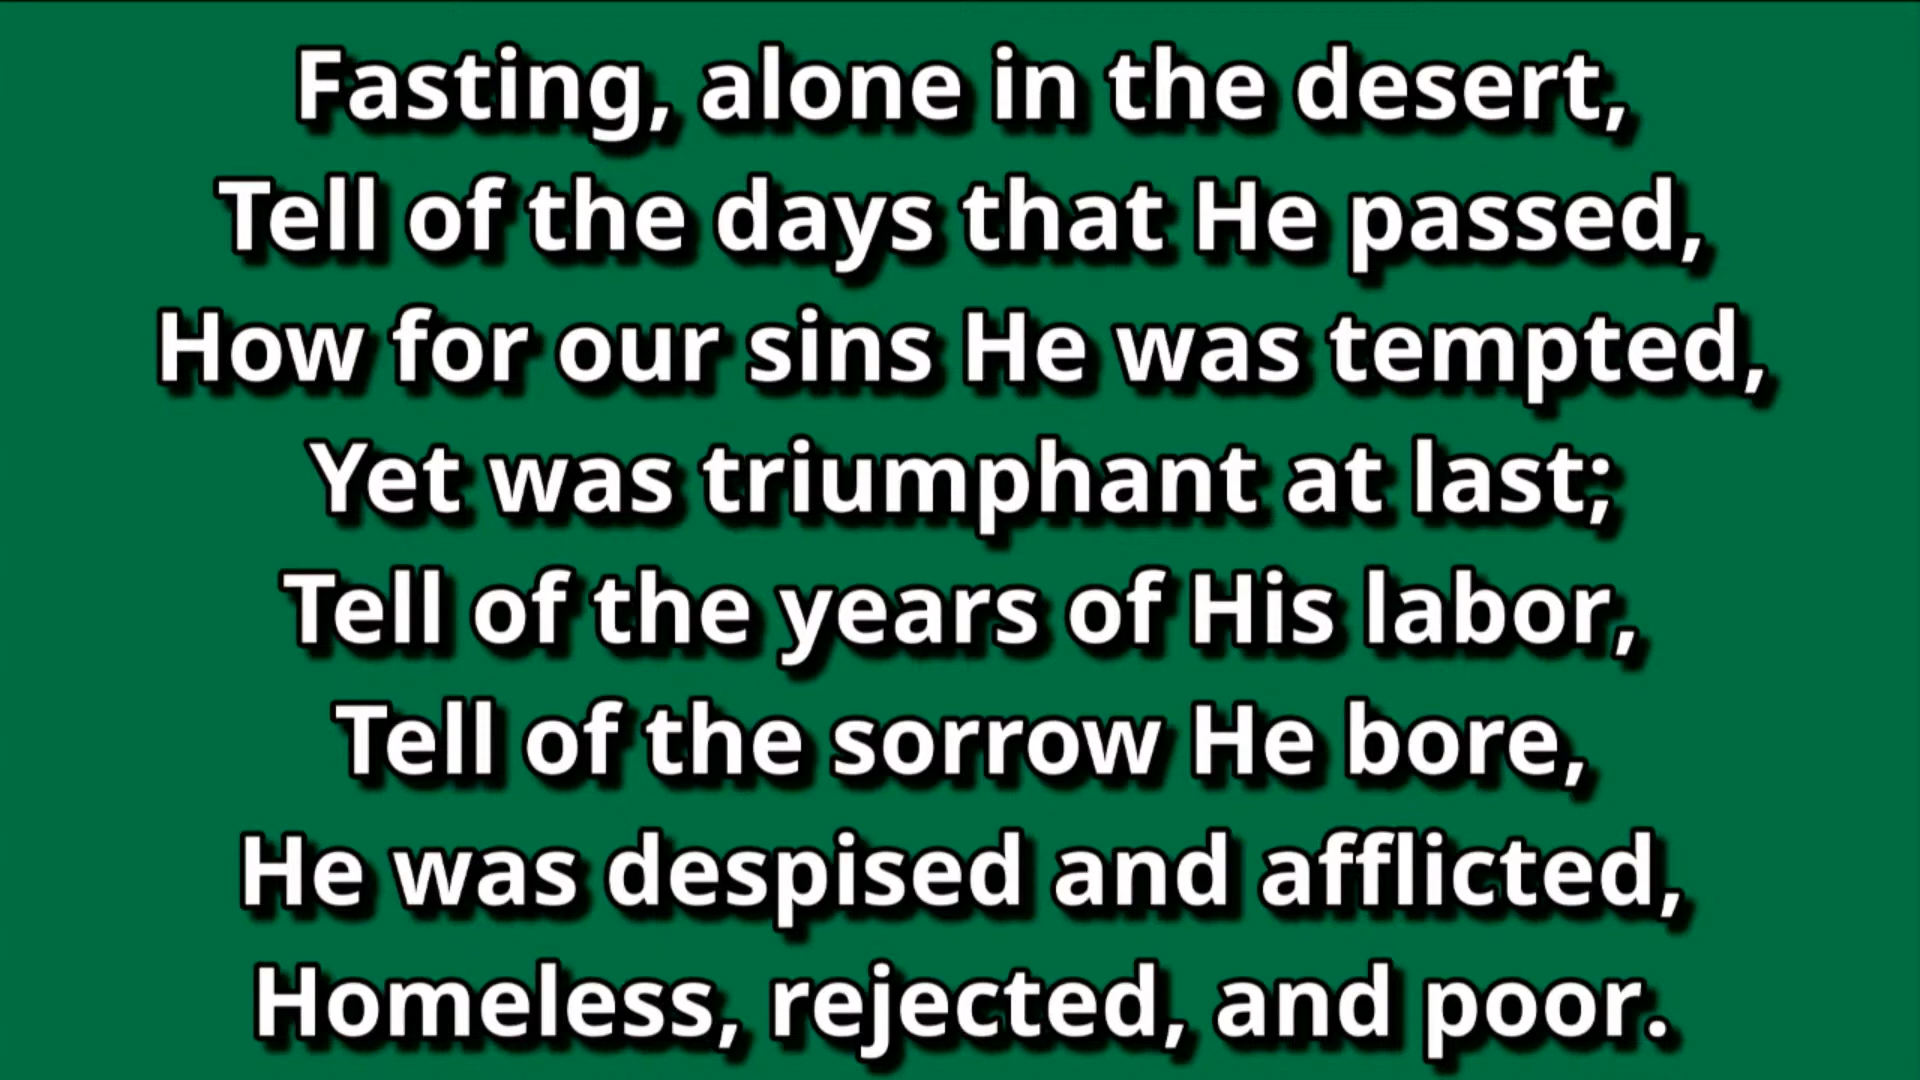 Fasting, alone in the desert,
Tell of the days that He passed,
How for our sins He was tempted,
Yet was triumphant at last;
Tell of the years of His labor,
Tell of the sorrow He bore,
He was despised and afflicted,
Homeless, rejected, and poor.